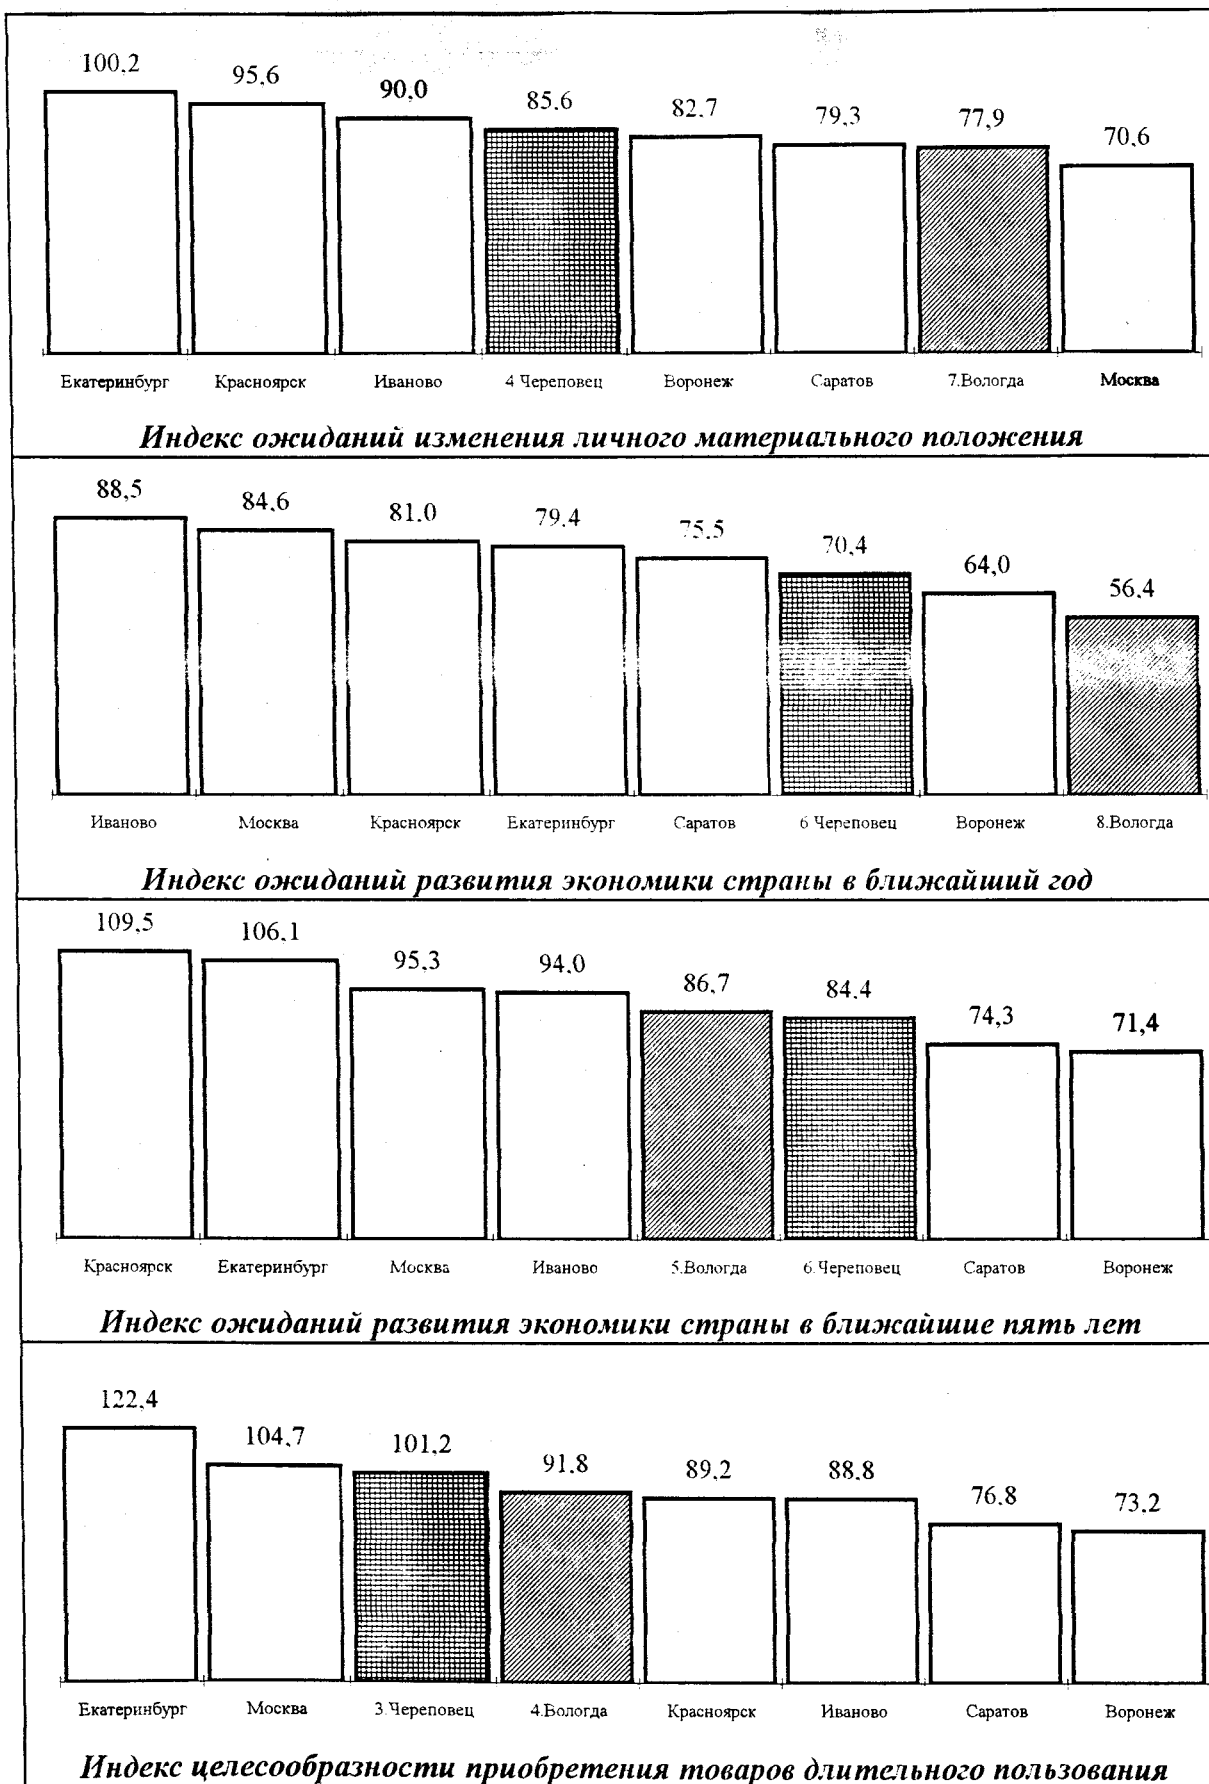 100,2 95,6 90,0 85,6 82,7 79,3 77,9 70,6
Екатеринбург Красноярск Иваново 4 Череповец Воронеж Саратов 7.Вологда Москва
Индекс ожиданий изменения личного материального положения
88,5 84,6 81,0 79,4 75,5 70,4 64,0 56,4
Иваново Москва Красноярск Екатеринбург Саратов 6 Череповец Воронеж 8.Вологда
Индекс ожиданий развития экономики страны в ближайший год
109,5 106,1 95,3 94,0 86,7 84,4 74,3 71,4
Красноярск Екатеринбург Москва Иваново 5.Вологда 6.Череповец Саратов Воронеж
Индекс ожиданий развития экономики страны в ближайшие пять лет
122,4 104,7 101,2 91,8 89,2 88,8 76,8 73,2
Екатеринбург Москва 3.Череповец 4.Вологда Красноярск Иваново Саратов Воронеж
Индекс целесообразности приобретения товаров длительного пользования